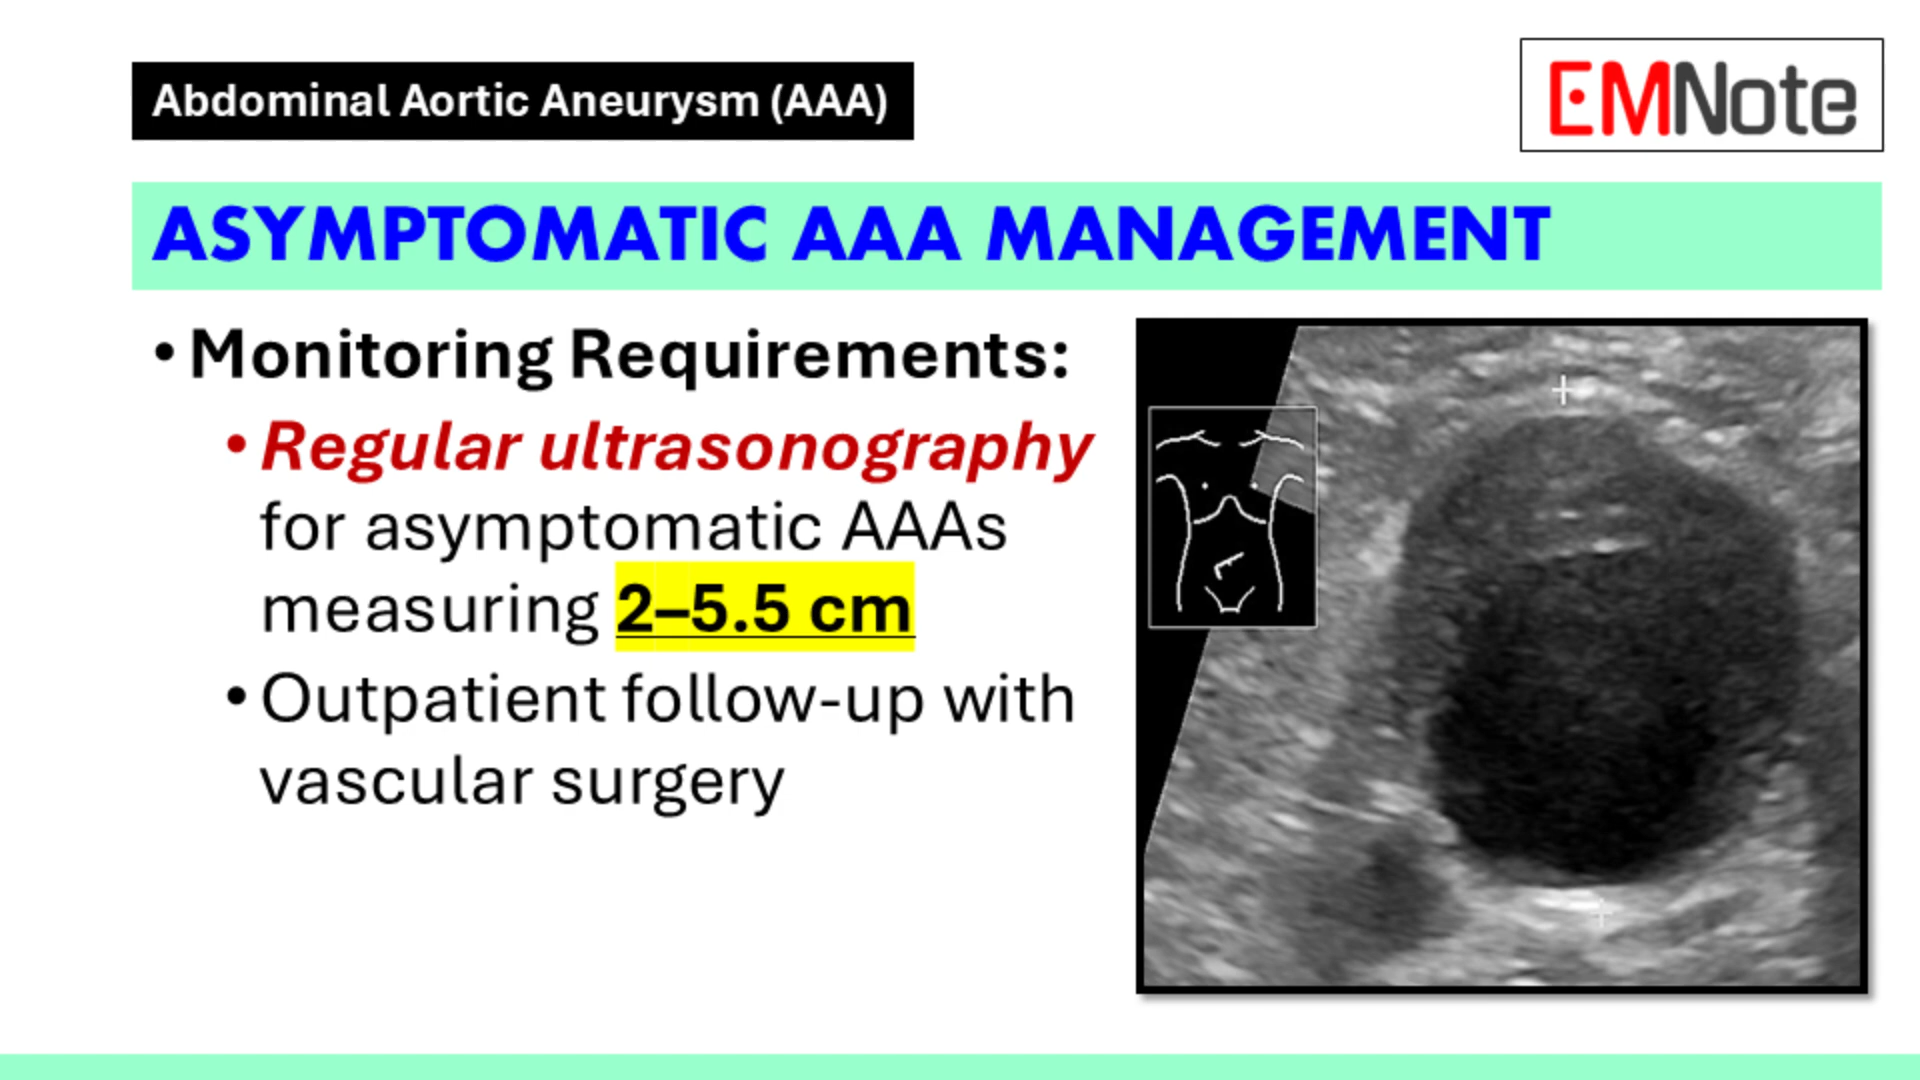 Abdominal Aortic Aneurysm (AAA)
EMNote
ASYMPTOMATIC AAA MANAGEMENT
• Monitoring Requirements:
• Regular ultrasonography
for asymptomatic AAAs
measuring 2–5.5 cm
• Outpatient follow-up with
vascular surgery